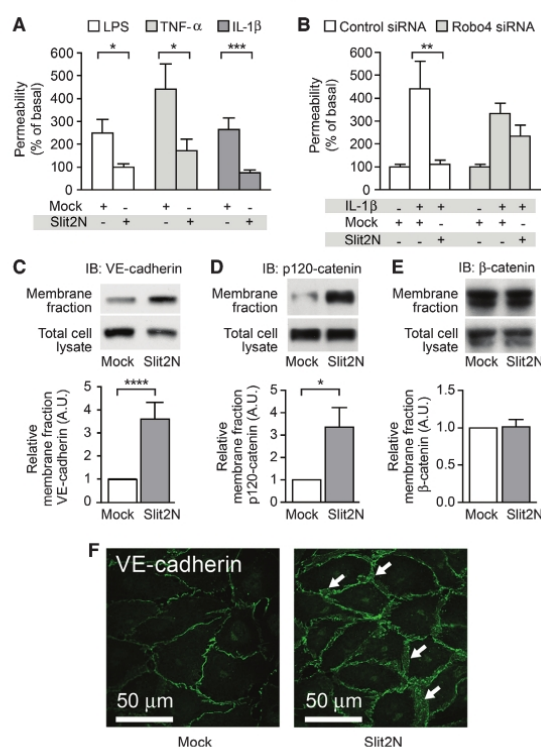 A
LPS TNF-α IL-1β
* * ***
Permeability
(% of basal)
600
500
400
300
200
100
0
Mock + - + - + -
Slit2N - + - + - +
B
Control siRNA Robo4 siRNA
**
Permeability
(% of basal)
600
500
400
300
200
100
0
IL-1β - + + - + +
Mock + + - + + -
Slit2N - - + - - +
C
IB: VE-cadherin
Membrane
fraction
Total cell
lysate
Mock Slit2N
****
Relative
membrane fraction
VE-cadherin (A.U.)
5
4
3
2
1
0
Mock Slit2N
D
IB: p120-catenin
Membrane
fraction
Total cell
lysate
Mock Slit2N
*
Relative
membrane fraction
p120-catenin (A.U.)
5
4
3
2
1
0
Mock Slit2N
E
IB: β-catenin
Membrane
fraction
Total cell
lysate
Mock Slit2N
Relative
membrane fraction
β-catenin (A.U.)
1.5
1.0
0.5
0
Mock Slit2N
F
VE-cadherin
50 μm
50 μm
Mock
Slit2N